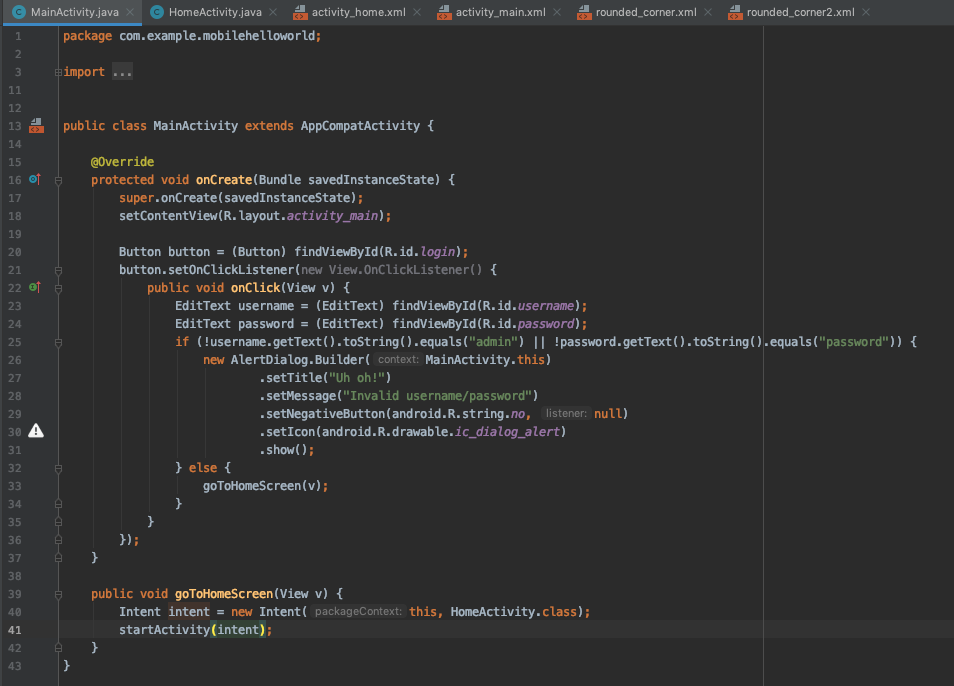 MainActivity.java HomeActivity.java activity_home.xml activity_main.xml rounded_corner.xml rounded_corner2.xml
1 package com.example.mobilehelloworld;
2
3 import ...
11
12
13 public class MainActivity extends AppCompatActivity {
14
15 @Override
16 protected void onCreate(Bundle savedInstanceState) {
17 super.onCreate(savedInstanceState);
18 setContentView(R.layout.activity_main);
19
20 Button button = (Button) findViewById(R.id.login);
21 button.setOnClickListener(new View.OnClickListener() {
22 public void onClick(View v) {
23 EditText username = (EditText) findViewById(R.id.username);
24 EditText password = (EditText) findViewById(R.id.password);
25 if (!username.getText().toString().equals("admin") || !password.getText().toString().equals("password")) {
26 new AlertDialog.Builder( context: MainActivity.this)
27 .setTitle("Uh oh!")
28 .setMessage("Invalid username/password")
29 .setNegativeButton(android.R.string.no, listener: null)
30 .setIcon(android.R.drawable.ic_dialog_alert)
31 .show();
32 } else {
33 goToHomeScreen(v);
34 }
35 }
36 });
37 }
38
39 public void goToHomeScreen(View v) {
40 Intent intent = new Intent( packageContext: this, HomeActivity.class);
41 startActivity(intent);
42 }
43 }